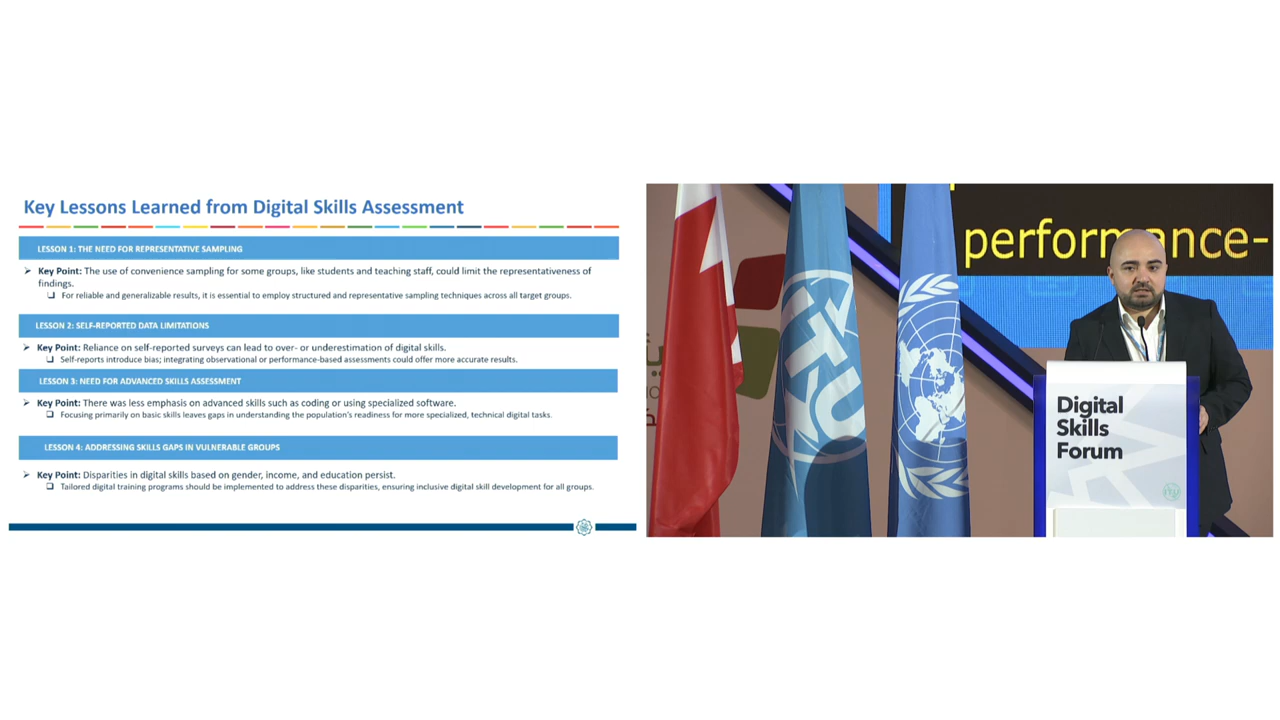 Key Lessons Learned from Digital Skills Assessment
LESSON 1: THE NEED FOR REPRESENTATIVE SAMPLING
Key Point: The use of convenience sampling for some groups, like students and teaching staff, could limit the representativeness of
findings.
For reliable and generalizable results, it is essential to employ structured and representative sampling techniques across all target groups.
LESSON 2: SELF-REPORTED DATA LIMITATIONS
Key Point: Reliance on self-reported surveys can lead to over- or underestimation of digital skills.
Self-reports introduce bias; integrating observational or performance-based assessments could offer more accurate results.
LESSON 3: NEED FOR ADVANCED SKILLS ASSESSMENT
Key Point: There was less emphasis on advanced skills such as coding or using specialized software.
Focusing primarily on basic skills leaves gaps in understanding the population's readiness for more specialized, technical digital tasks.
LESSON 4: ADDRESSING SKILLS GAPS IN VULNERABLE GROUPS
Key Point: Disparities in digital skills based on gender, income, and education persist.
Tailored digital training programs should be implemented to address these disparities, ensuring inclusive digital skill development for all groups.
performance-
ITU
Digital
Skills
Forum